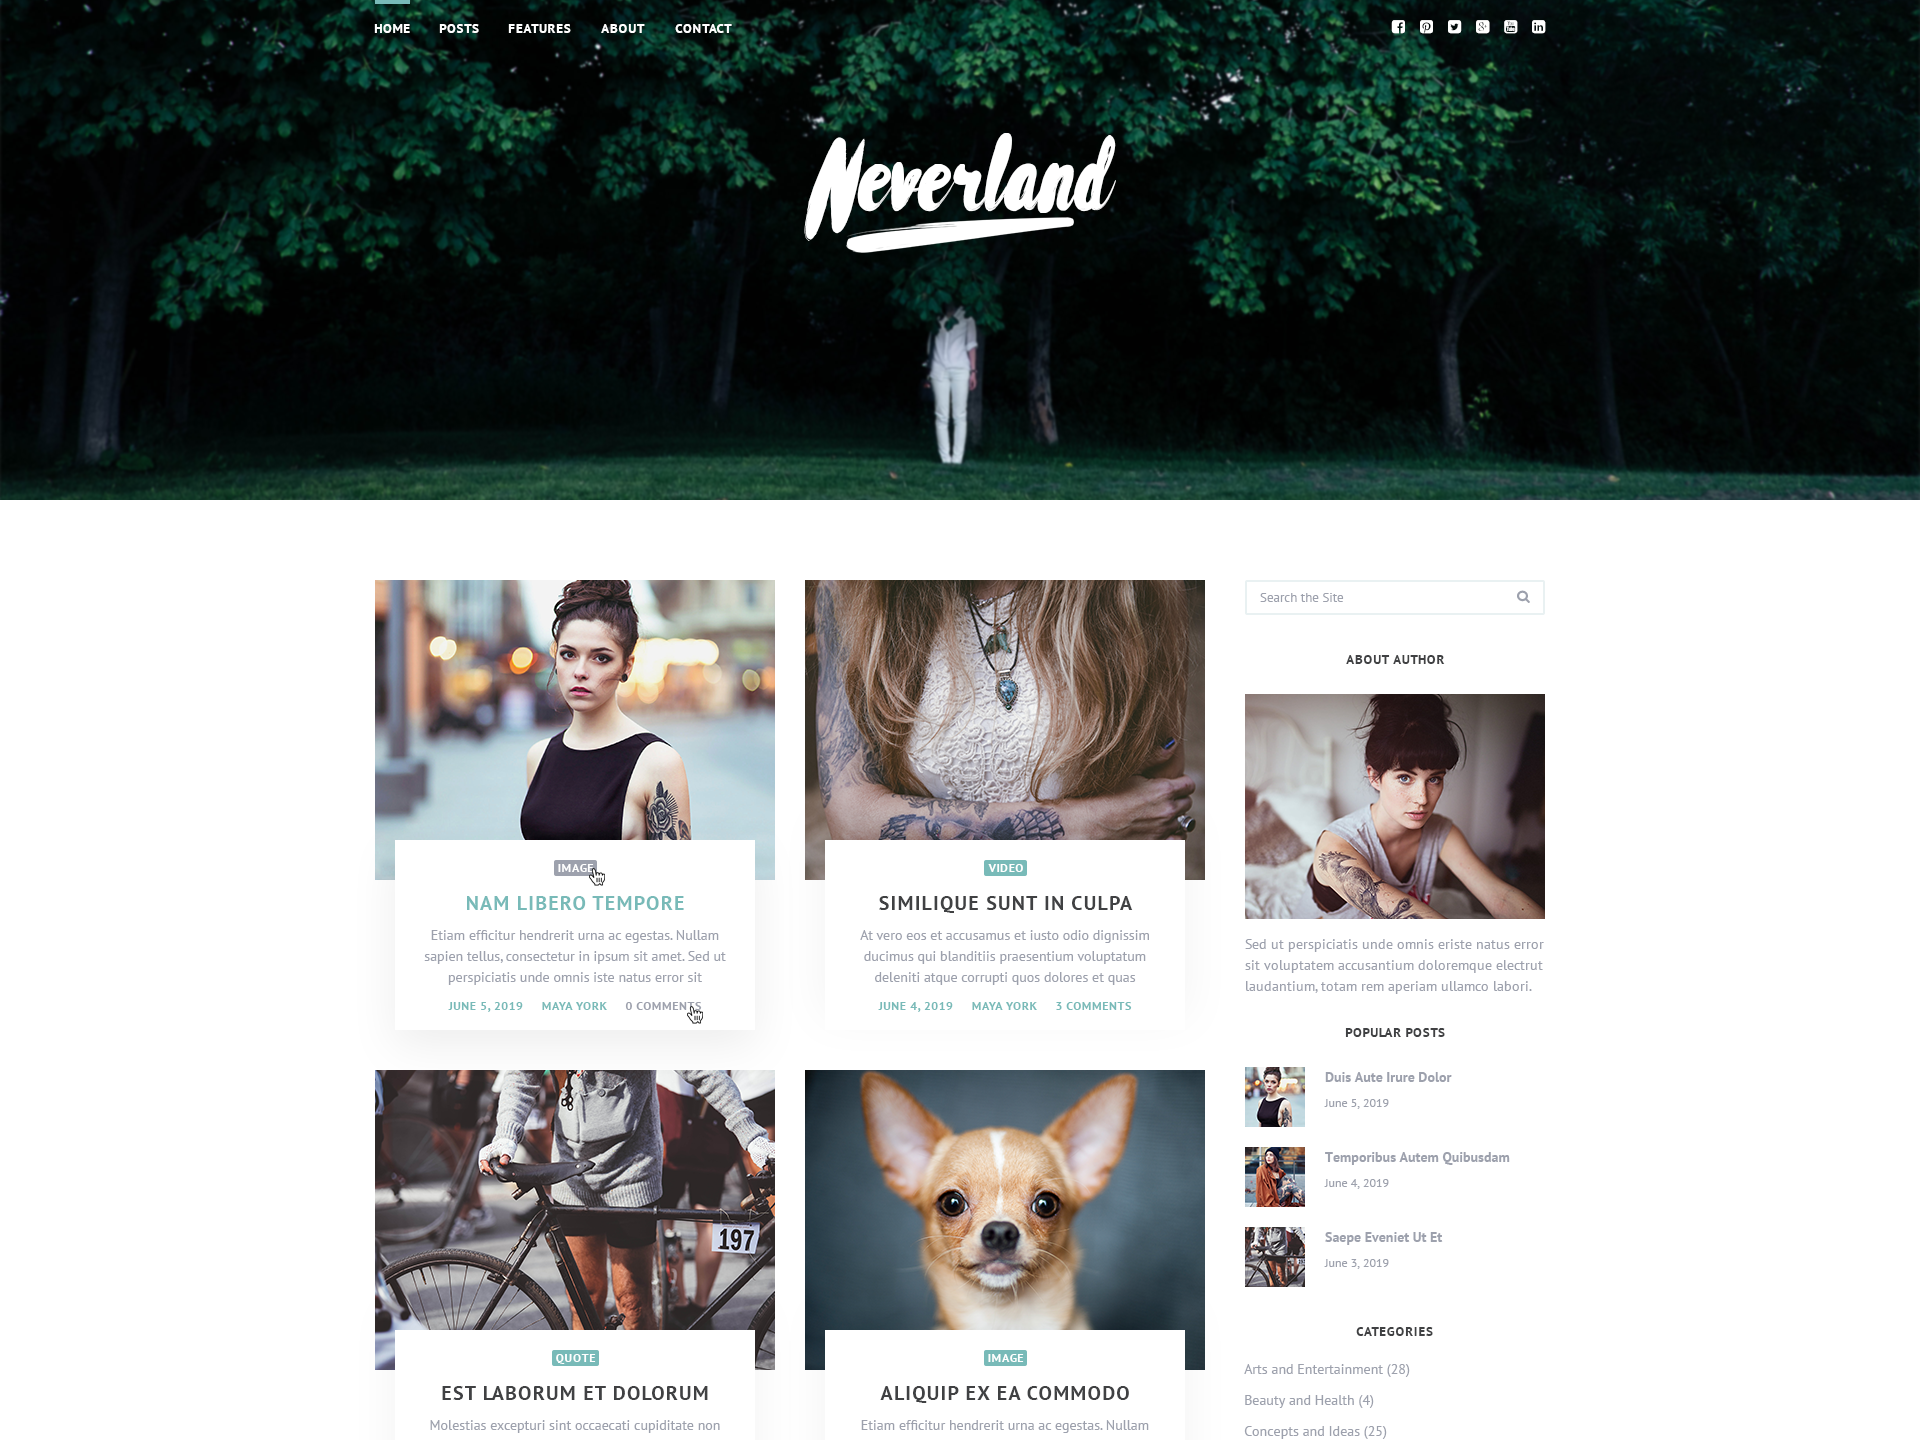 HOME POSTS FEATURES ABOUT CONTACT
Neverland
IMAGE
NAM LIBERO TEMPORE
Etiam efficitur hendrerit urna ac egestas. Nullam
sapien tellus, consectetur in ipsum sit amet. Sed ut
perspiciatis unde omnis iste natus error sit
JUNE 5, 2019 MAYA YORK 0 COMMENTS
VIDEO
SIMILIQUE SUNT IN CULPA
At vero eos et accusamus et iusto odio dignissim
ducimus qui blanditiis praesentium voluptatum
deleniti atque corrupti quos dolores et quas
JUNE 4, 2019 MAYA YORK 3 COMMENTS
197
QUOTE
EST LABORUM ET DOLORUM
Molestias excepturi sint occaecati cupiditate non
IMAGE
ALIQUIP EX EA COMMODO
Etiam efficitur hendrerit urna ac egestas. Nullam
Search the Site
ABOUT AUTHOR
Sed ut perspiciatis unde omnis eriste natus error
sit voluptatem accusantium doloremque electrut
laudantium, totam rem aperiam ullamco labori.
POPULAR POSTS
Duis Aute Irure Dolor
June 5, 2019
Temporibus Autem Quibusdam
June 4, 2019
Saepe Eveniet Ut Et
June 3, 2019
CATEGORIES
Arts and Entertainment (28)
Beauty and Health (4)
Concepts and Ideas (25)